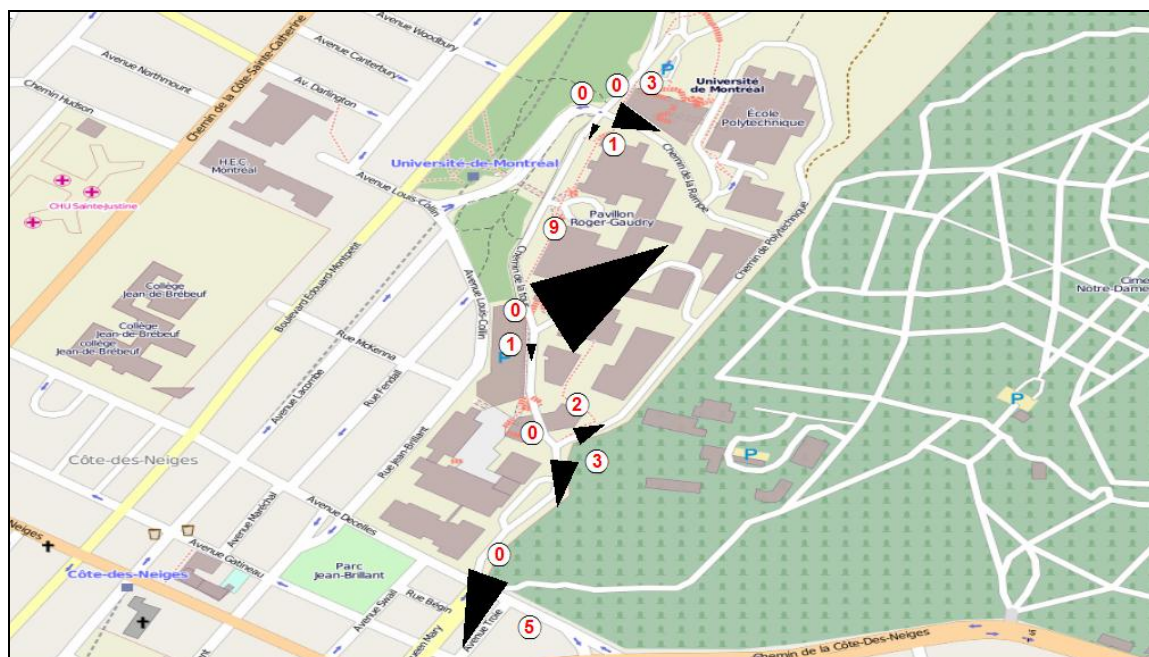 Avenue Woodbury
Avenue Canterbury
Avenue Northmount
Av. Darlington
Chemin Hudson
Chemin de la Côte-Sainte-Catherine
0
0
3
P
Université
de Montréal
École
Polytechnique
1
H.E.C.
Montréal
Université-de-Montréal
Avenue Louis-Colin
CHU Sainte-Justine
Chemin de la Rampe
Pavillon
Roger-Gaudry
9
Chemin de Polytechnique
Boulevard Édouard-Montpetit
Avenue Louis-Colin
Cime
Notre-Dame
Collège
Jean-de-Brébeuf
Collège
Jean-de-Brébeuf
collège
Jean-de-Brébeuf
0
1
P
Rue McKenna
Avenue Lacombe
Rue Fendall
2
0
3
P
P
Rue Jean-Brillant
Côte-des-Neiges
Avenue Maréchal
Avenue Decelles
Neiges
Avenue Gatineau
0
Parc
Jean-Brillant
Côte-des-Neiges
Rue Bégin
Avenue Swail
Avenue Troie
ueen Mary
5
Chemin de la Côte-Des-Neiges